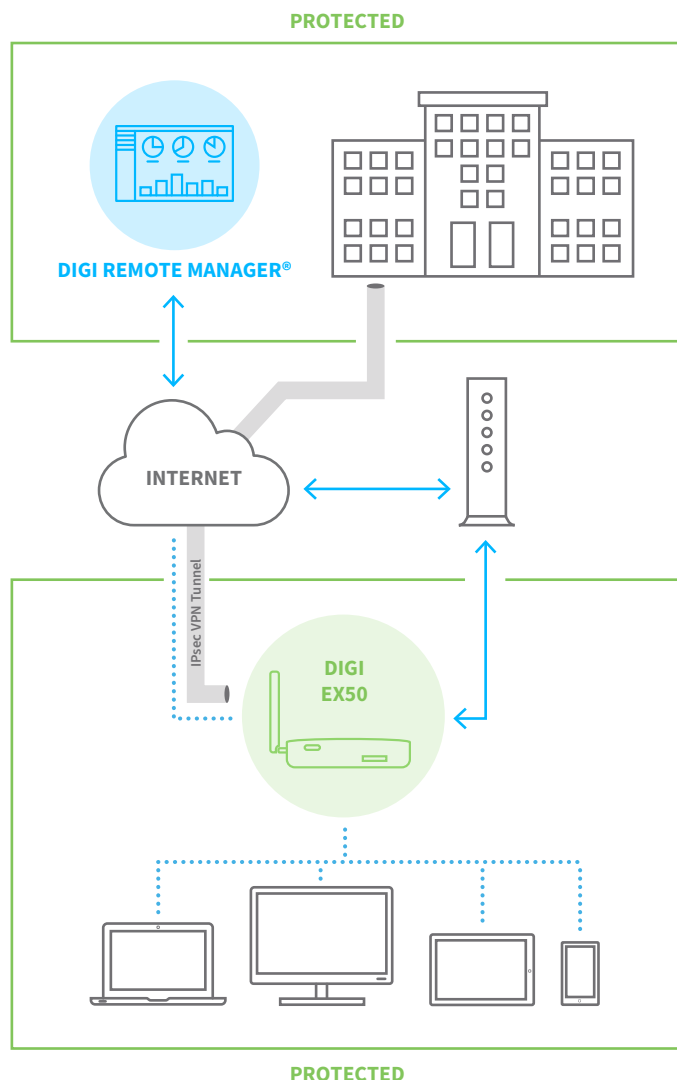 PROTECTED
DIGI REMOTE MANAGER®
INTERNET
IPsec VPN Tunnel
DIGI
EX50
PROTECTED